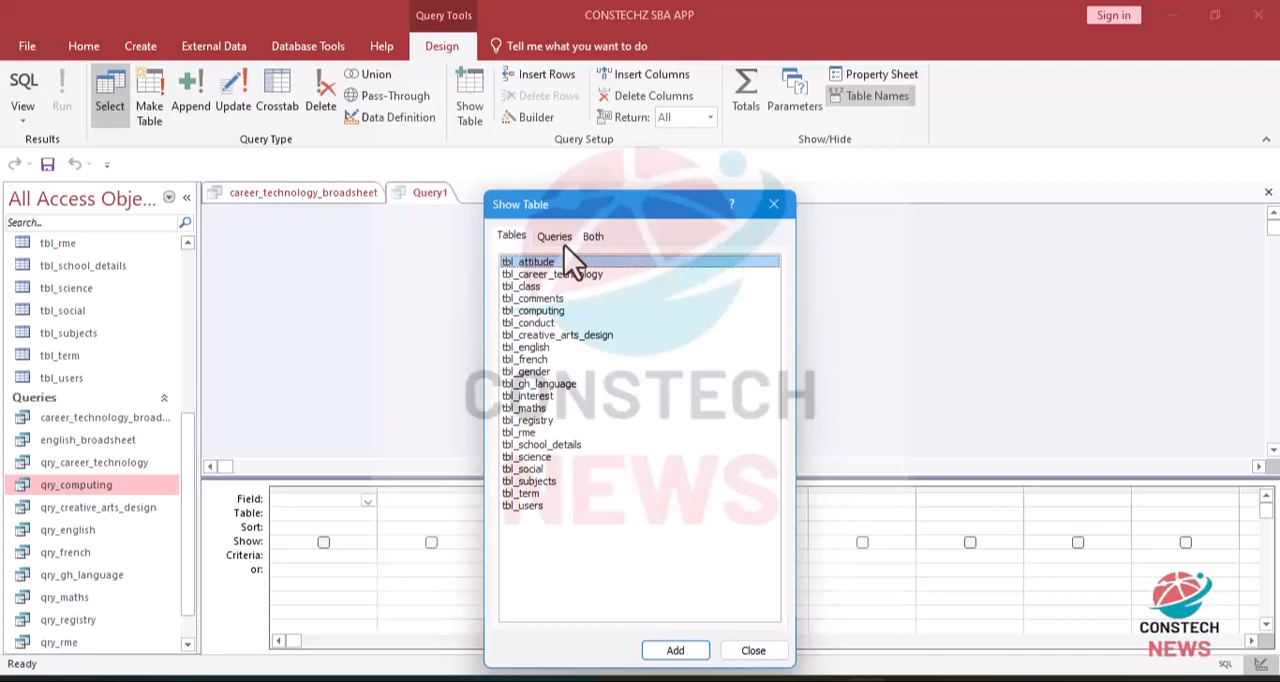 Query Tools
CONSTECHZ SBA APP
Sign in
File Home Create External Data Database Tools Help Design Tell me what you want to do
SQL
View
Run
Results
Select
Make Table
Append
Update
Crosstab
Delete
Union
Pass-Through
Data Definition
Query Type
Show Table
Insert Rows
Delete Rows
Builder
Insert Columns
Delete Columns
Return: All
Query Setup
Totals
Parameters
Property Sheet
Table Names
Show/Hide
All Access Obje...
Search...
tbl_rme
tbl_school_details
tbl_science
tbl_social
tbl_subjects
tbl_term
tbl_users
Queries
career_technology_broad...
english_broadsheet
qry_career_technology
qry_computing
qry_creative_arts_design
qry_english
qry_french
qry_gh_language
qry_maths
qry_registry
qry_rme
career_technology_broadsheet
Query1
Show Table ?
Tables Queries Both
tbl_attitude
tbl_career_technology
tbl_class
tbl_comments
tbl_computing
tbl_conduct
tbl_creative_arts_design
tbl_english
tbl_french
tbl_gender
tbl_gh_language
tbl_interest
tbl_maths
tbl_registry
tbl_rme
tbl_school_details
tbl_science
tbl_social
tbl_subjects
tbl_term
tbl_users
Add Close
CONSTECH
NEWS
Field:
Table:
Sort:
Show:
Criteria:
or:
CONSTECH
NEWS
Ready
SQL